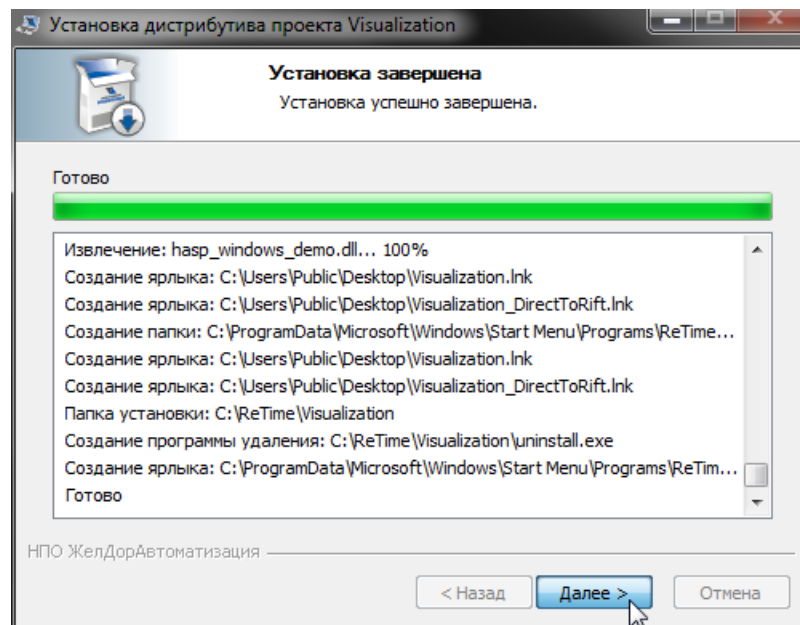 Установка дистрибутива проекта Visualization
Установка завершена
Установка успешно завершена.
Готово
Извлечение: hasp_windows_demo.dll... 100%
Создание ярлыка: C:\Users\Public\Desktop\Visualization.lnk
Создание ярлыка: C:\Users\Public\Desktop\Visualization_DirectToRift.lnk
Создание папки: C:\ProgramData\Microsoft\Windows\Start Menu\Programs\ReTime...
Создание ярлыка: C:\Users\Public\Desktop\Visualization.lnk
Создание ярлыка: C:\Users\Public\Desktop\Visualization_DirectToRift.lnk
Папка установки: C:\ReTime\Visualization
Создание программы удаления: C:\ReTime\Visualization\uninstall.exe
Создание ярлыка: C:\ProgramData\Microsoft\Windows\Start Menu\Programs\ReTim...
Готово
НПО ЖелДорАвтоматизация
< Назад Далее > Отмена